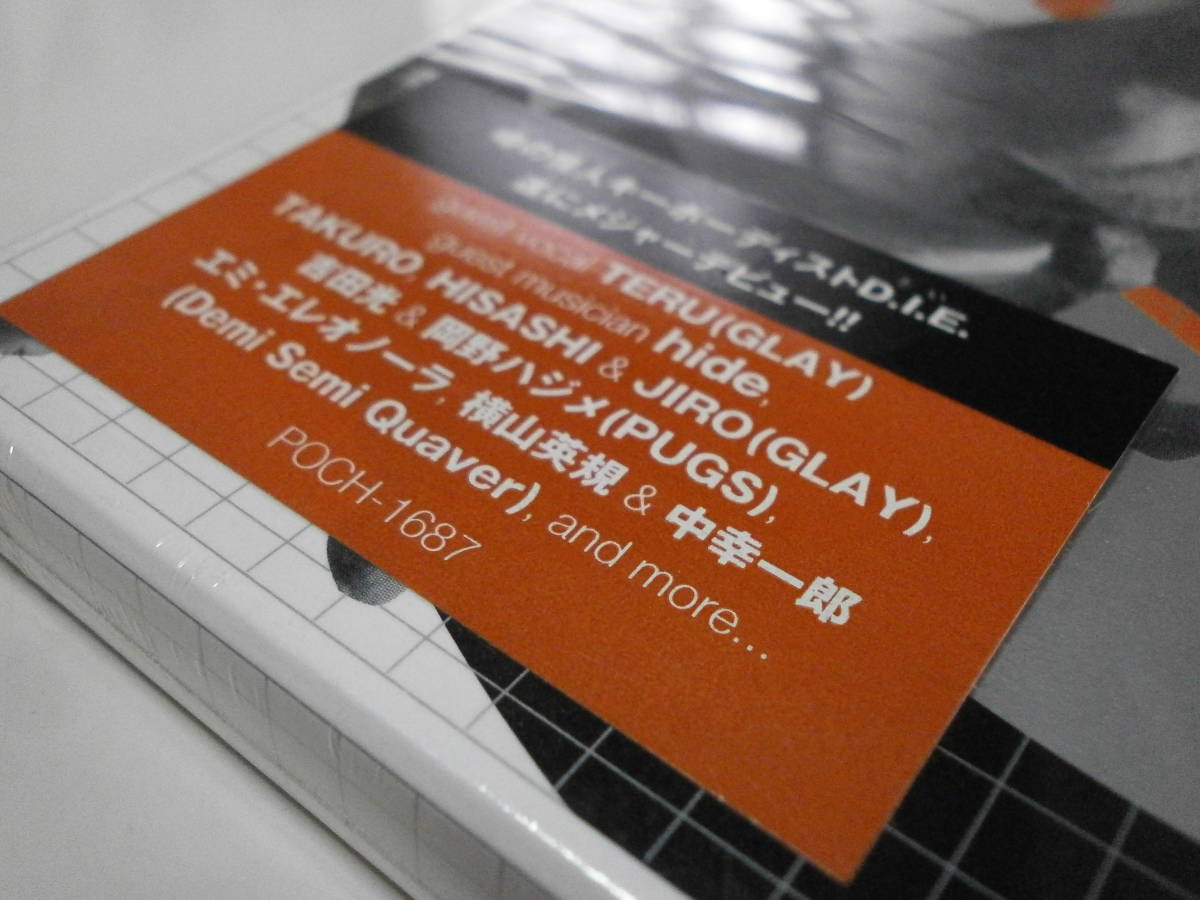 キーボーディストD.I.E.
遂にメジャーデビュー!!
guest vocal TERU(GLAY)
guest musician hide,
TAKURO, HISASHI & JIRO(GLAY),
吉田光 & 岡野ハジメ(PUGS),
エミ・エレオノーラ, 横山英規 & 中幸一郎
(Demi Semi Quaver), and more...
POCH-1687